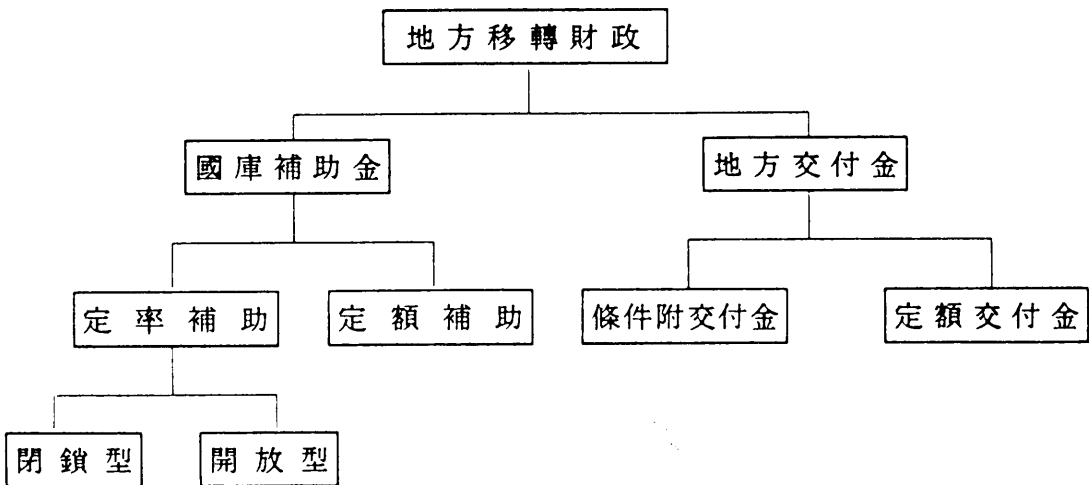 地方移轉財政
國庫補助金
地方交付金
定率補助
定額補助
條件附交付金
定額交付金
閉鎖型
開放型